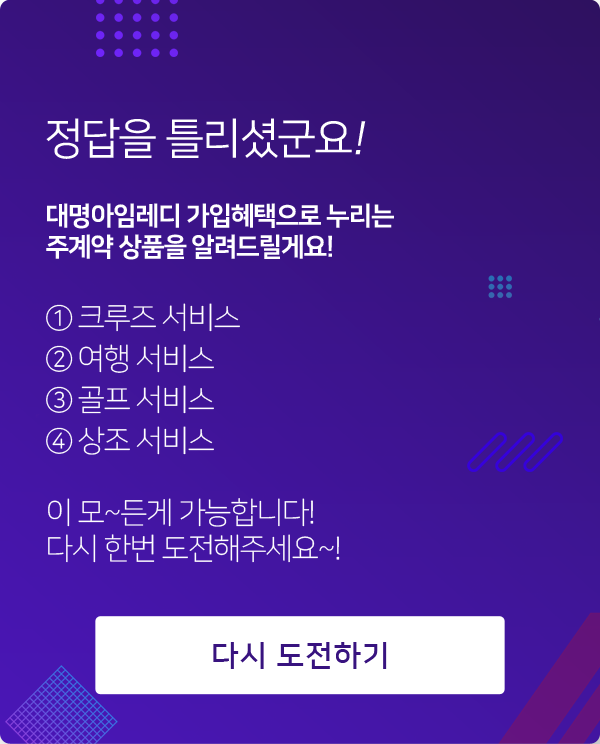 정답을 틀리셨군요!
대명아임레디 가입혜택으로 누리는
주계약 상품을 알려드릴게요!
① 크루즈 서비스
② 여행 서비스
③ 골프 서비스
④ 상조 서비스
이 모~든게 가능합니다!
다시 한번 도전해주세요~!
다시 도전하기